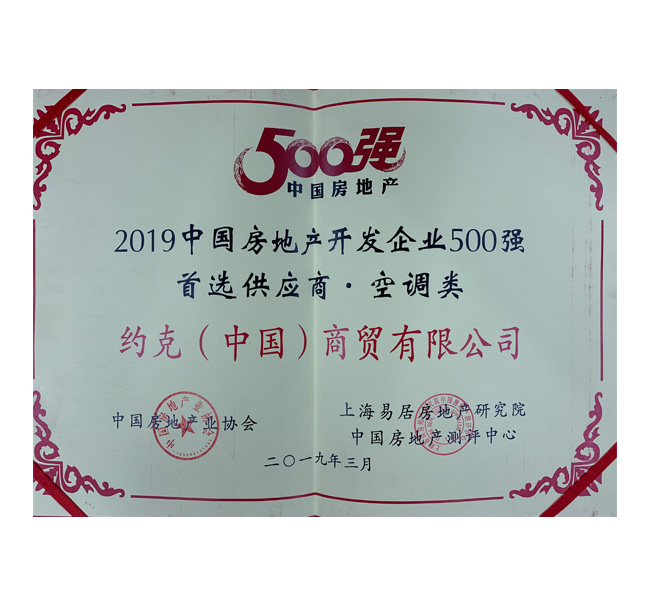 500强
中国房地产
2019中国房地产开发企业500强
首选供应商·空调类
约克（中国）商贸有限公司
中国房地产业协会
上海易居房地产研究院
中国房地产测评中心
二〇一九年三月